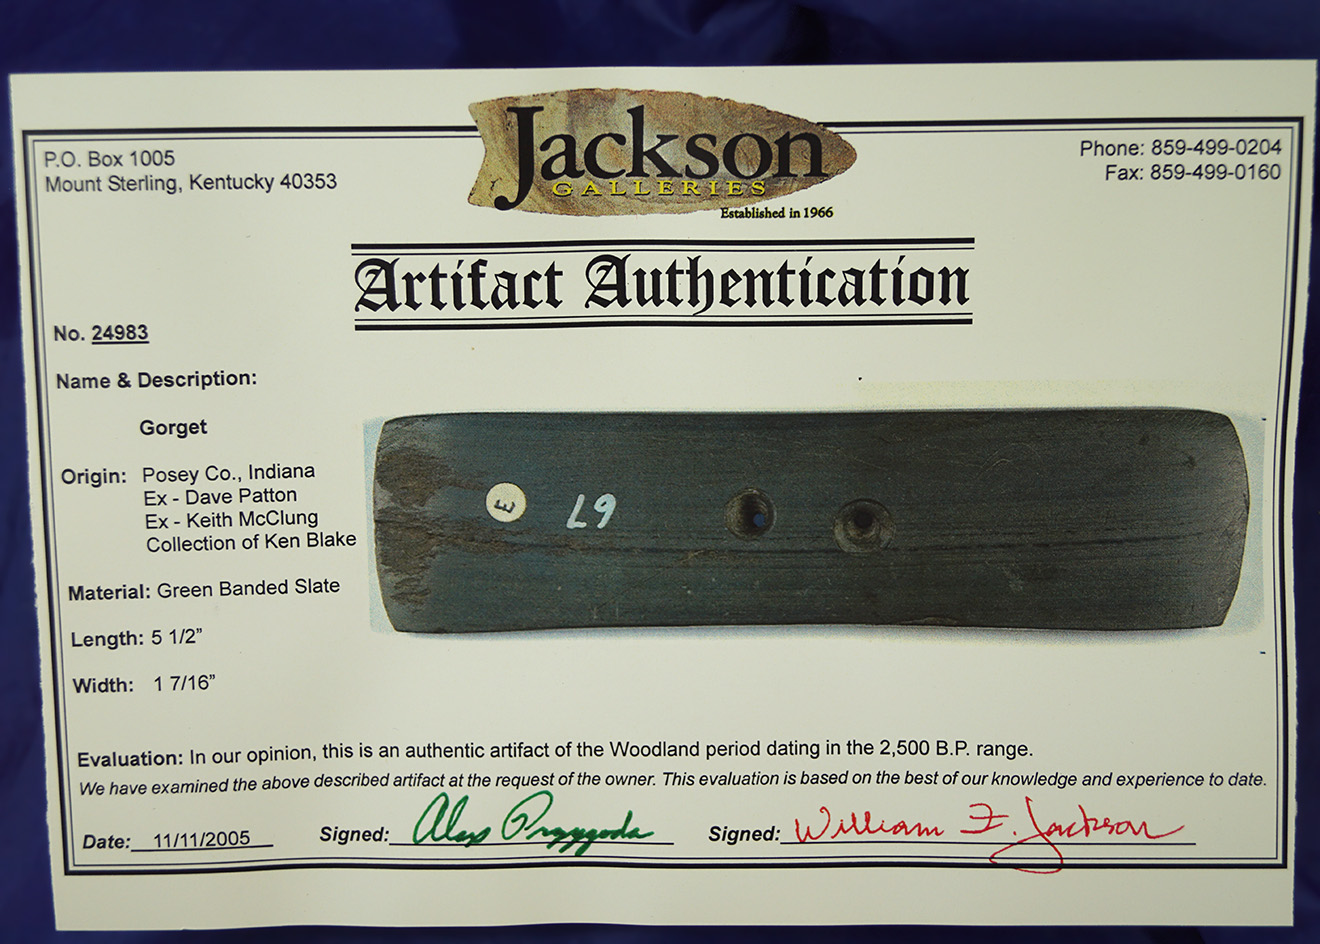 Jackson
GALLERIES
Established in 1966
P.O. Box 1005
Mount Sterling, Kentucky 40353
Phone: 859-499-0204
Fax: 859-499-0160
Artifact Authentication
No. 24983
Name & Description:
Gorget
Origin: Posey Co., Indiana
Ex - Dave Patton
Ex - Keith McClung
Collection of Ken Blake
Material: Green Banded Slate
Length: 5 1/2”
Width: 1 7/16”
E
L9
Evaluation: In our opinion, this is an authentic artifact of the Woodland period dating in the 2,500 B.P. range.
We have examined the above described artifact at the request of the owner. This evaluation is based on the best of our knowledge and experience to date.
Date: 11/11/2005 Signed: Alex Przygoda Signed: William F. Jackson